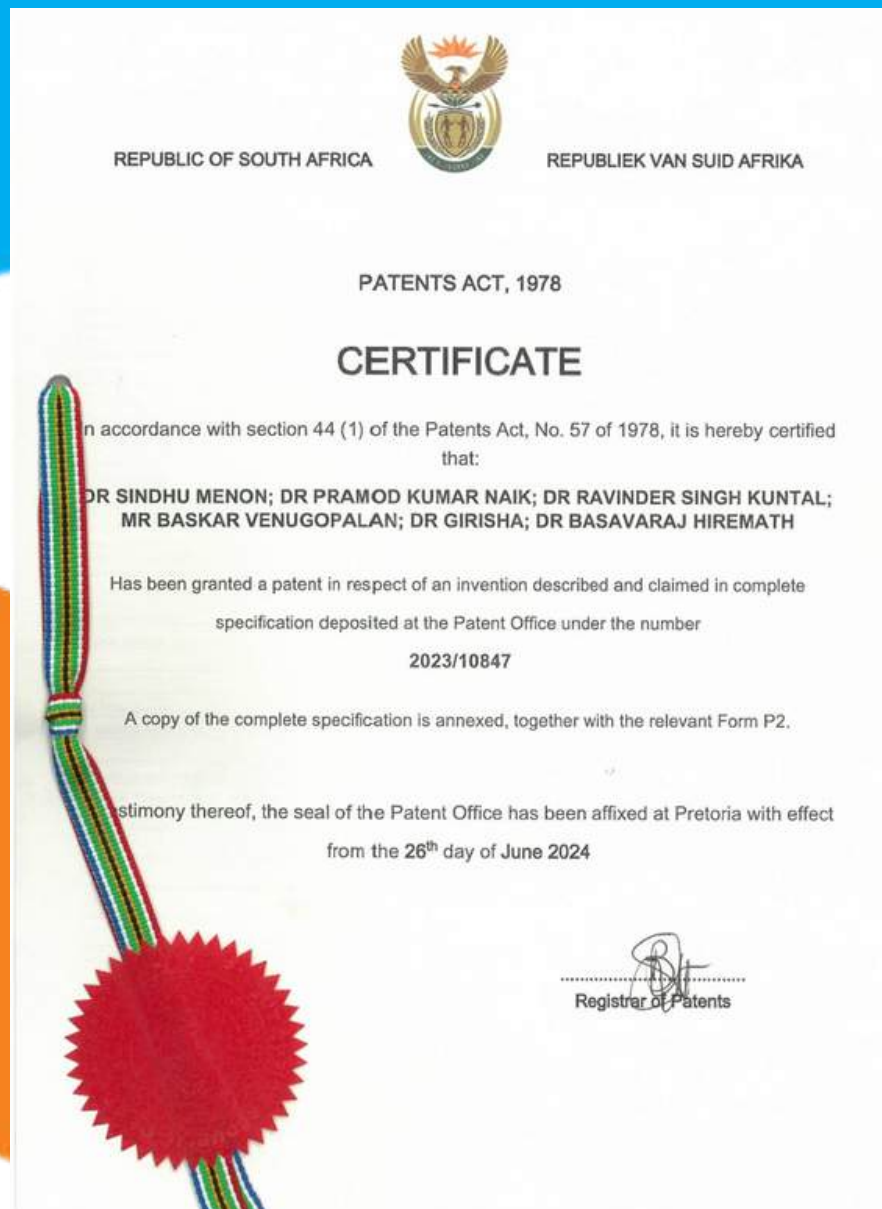 REPUBLIC OF SOUTH AFRICA
REPUBLIEK VAN SUID AFRIKA
PATENTS ACT, 1978
CERTIFICATE
n accordance with section 44 (1) of the Patents Act, No. 57 of 1978, it is hereby certified
that:
DR SINDHU MENON; DR PRAMOD KUMAR NAIK; DR RAVINDER SINGH KUNTAL;
MR BASKAR VENUGOPALAN; DR GIRISHA; DR BASAVARAJ HIREMATH
Has been granted a patent in respect of an invention described and claimed in complete
specification deposited at the Patent Office under the number
2023/10847
A copy of the complete specification is annexed, together with the relevant Form P2.
stimony thereof, the seal of the Patent Office has been affixed at Pretoria with effect
from the 26th day of June 2024
Registrar of Patents